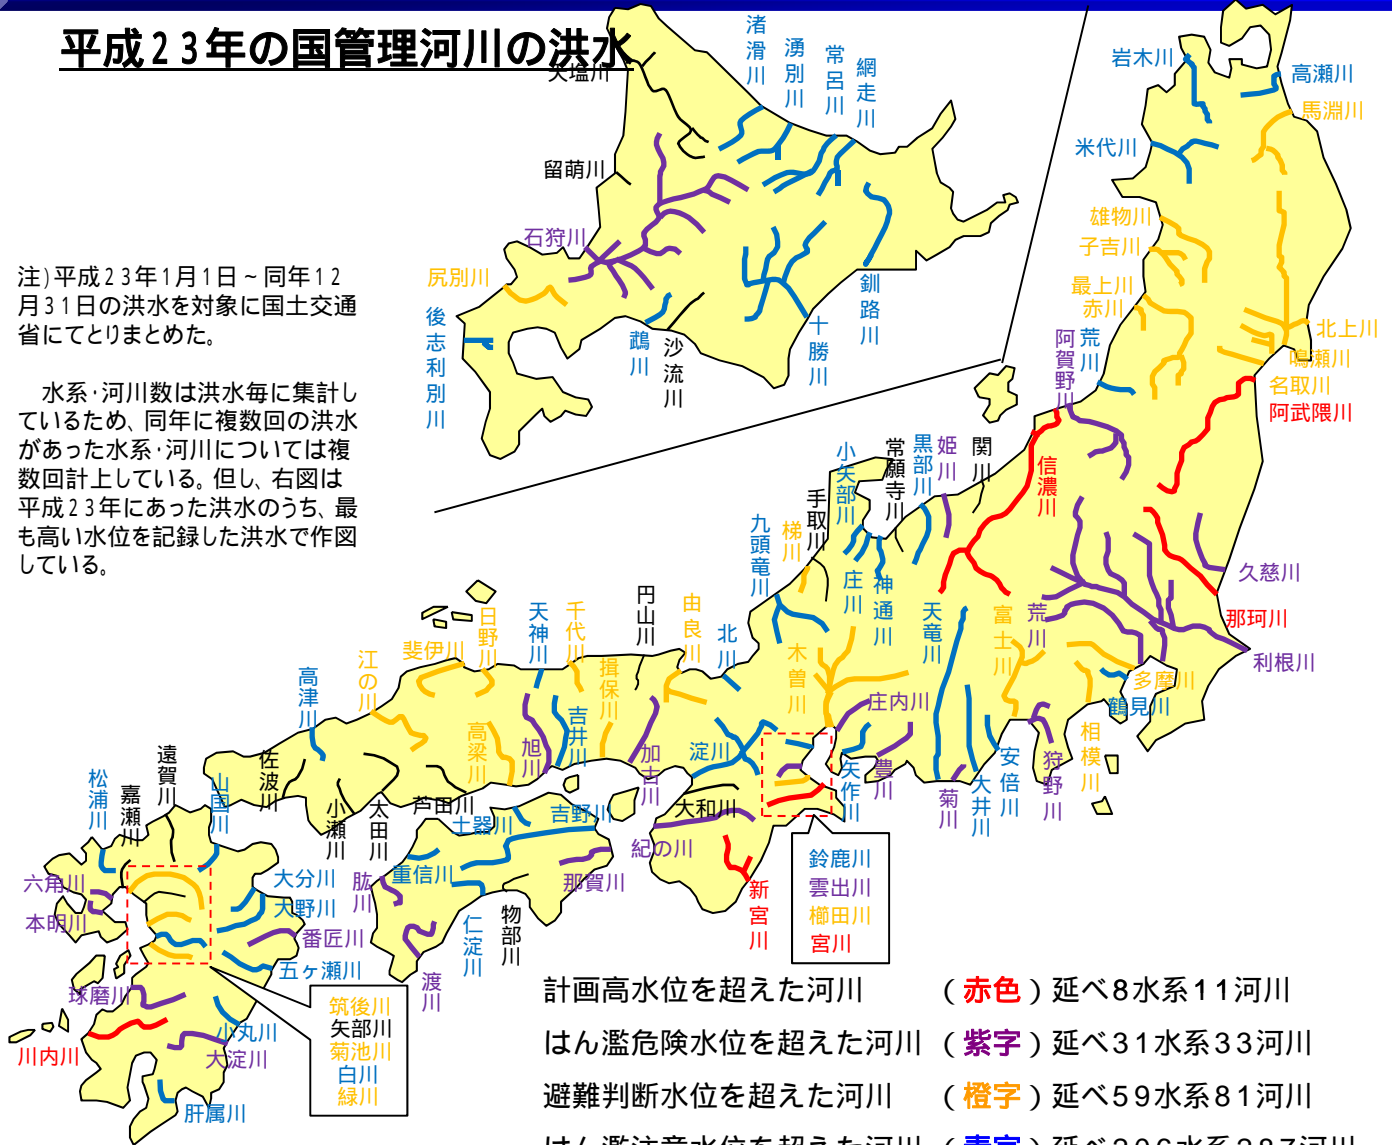 平成23年の国管理河川の洪水
天塩川
渚滑川
湧別川
常呂川
網走川
留萌川
石狩川
尻別川
後志利別川
鵡川
沙流川
十勝川
釧路川
注)平成23年1月1日~同年12
月31日の洪水を対象に国土交通
省にてとりまとめた。
水系・河川数は洪水毎に集計し
ているため、同年に複数回の洪水
があった水系・河川については複
数回計上している。但し、右図は
平成23年にあった洪水のうち、最
も高い水位を記録した洪水で作図
している。
岩木川
高瀬川
馬淵川
米代川
雄物川
子吉川
最上川
赤川
荒川
阿賀野川
北上川
鳴瀬川
名取川
阿武隈川
信濃川
関川
姫川
黒部川
常願寺川
小矢部川
手取川
梯川
九頭竜川
庄川
神通川
久慈川
那珂川
利根川
荒川
多摩川
鶴見川
相模川
富士川
狩野川
安倍川
大井川
菊川
天竜川
豊川
矢作川
庄内川
木曽川
北川
由良川
円山川
千代川
天神川
日野川
斐伊川
江の川
高津川
揖保川
加古川
吉井川
旭川
高梁川
芦田川
太田川
小瀬川
佐波川
淀川
大和川
紀の川
新宮川
鈴鹿川
雲出川
櫛田川
宮川
土器川
吉野川
那賀川
重信川
肱川
仁淀川
物部川
渡川
遠賀川
山国川
嘉瀬川
松浦川
六角川
本明川
大分川
大野川
番匠川
五ヶ瀬川
球磨川
川内川
小丸川
大淀川
肝属川
筑後川
矢部川
菊池川
白川
緑川
計画高水位を超えた河川 (赤色)延べ8水系11河川
はん濫危険水位を超えた河川 (紫字)延べ31水系33河川
避難判断水位を超えた河川 (橙字)延べ59水系81河川
はん濫注意水位を超えた河川 (青字)延べ206水系287河川